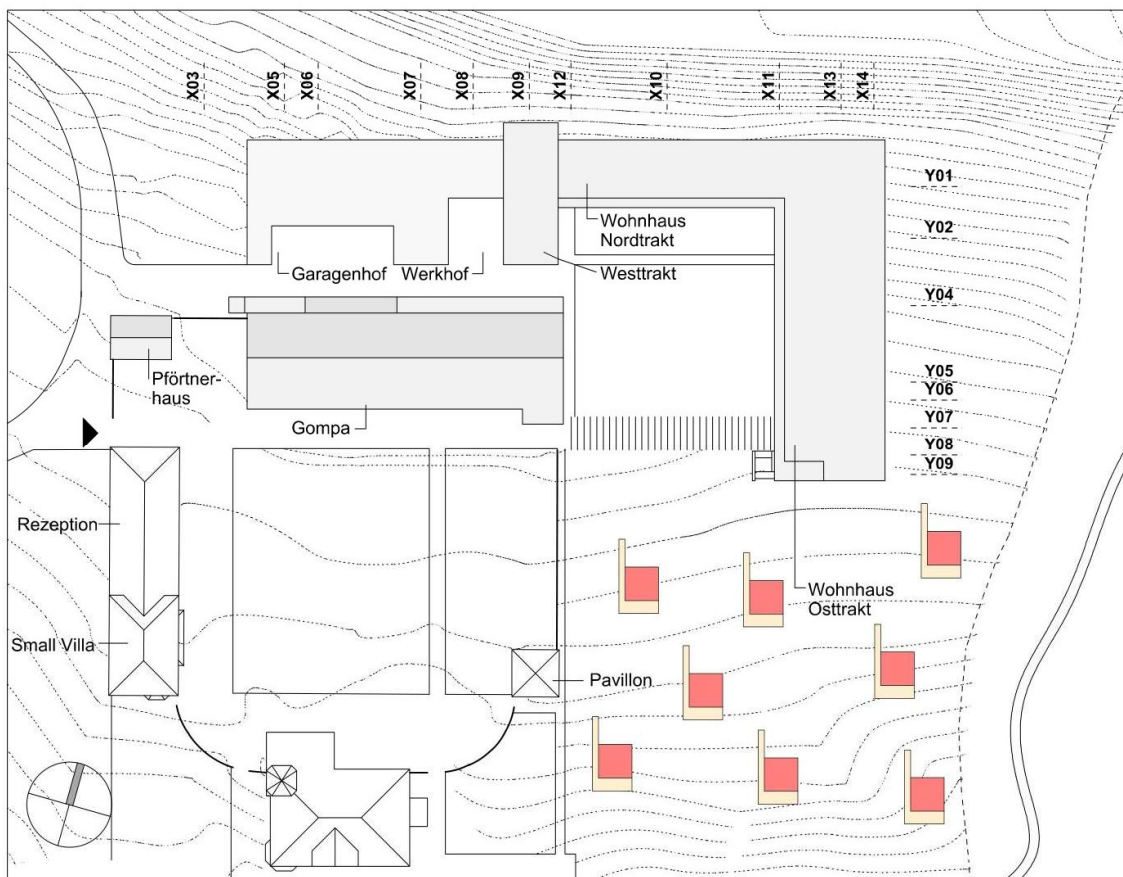 X03
X05
X06
X07
X08
X09
X12
X10
X11
X13
X14
Y01
Y02
Y04
Y05
Y06
Y07
Y08
Y09
Wohnhaus
Nordtrakt
Garagenhof
Werkhof
Westtrakt
Pförtner-
haus
Gompa
Rezeption
Wohnhaus
Osttrakt
Small Villa
Pavillon